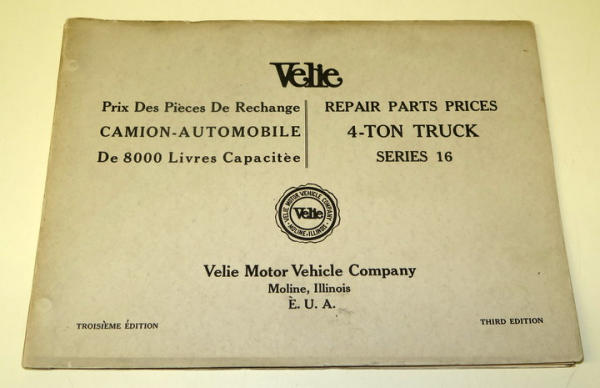 Velie
Prix Des Pièces De Rechange
CAMION-AUTOMOBILE
De 8000 Livres Capacitèe
REPAIR PARTS PRICES
4-TON TRUCK
SERIES 16
VELIE MOTOR VEHICLE COMPANY
Velie
MOLINE, ILLINOIS
Velie Motor Vehicle Company
Moline, Illinois
È. U. A.
TROISIÈME ÉDITION
THIRD EDITION